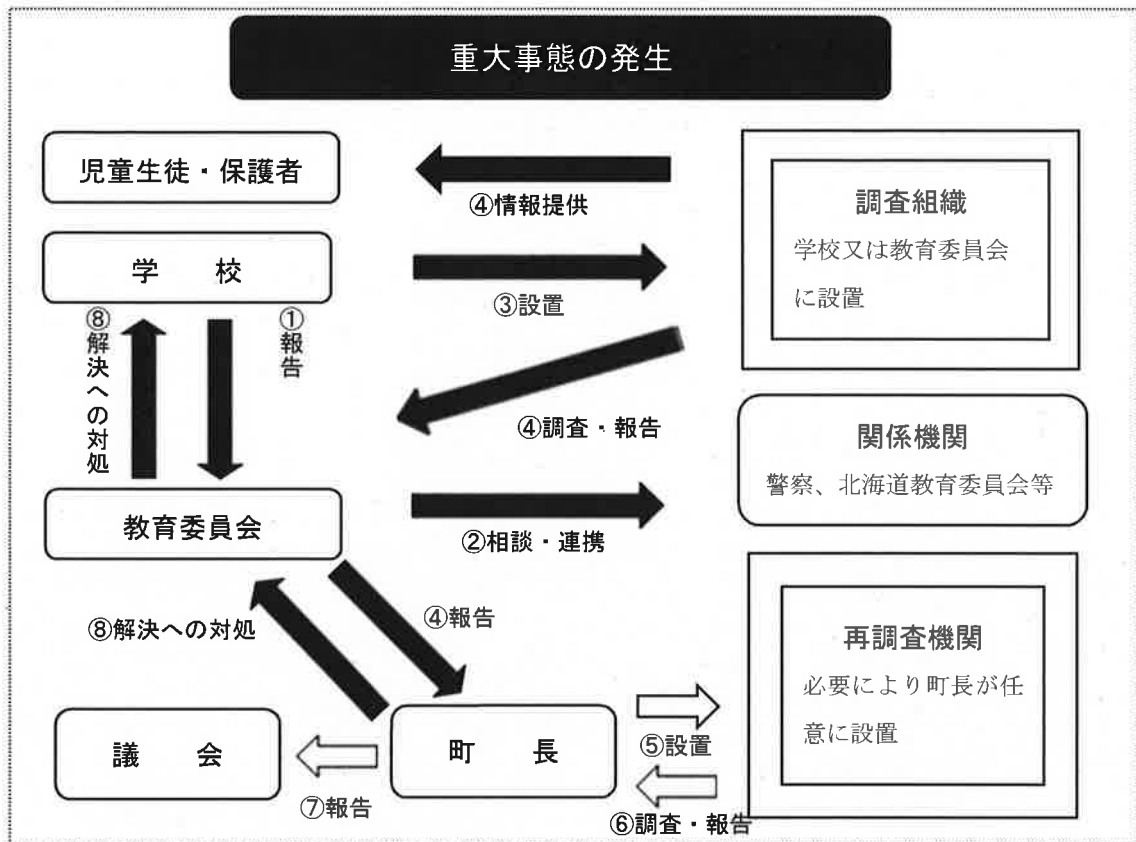 重大事態の発生
児童生徒・保護者
④情報提供
調査組織
学校又は教育委員会
に設置
学　　校
③設置
①報告
⑧解決への対処
④調査・報告
関係機関
警察、北海道教育委員会等
教育委員会
②相談・連携
⑧解決への対処
④報告
再調査機関
必要により町長が任
意に設置
議　　会
町　　長
⑤設置
⑦報告
⑥調査・報告